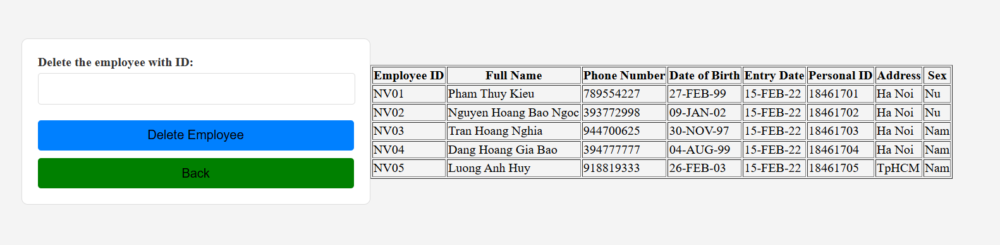 Delete the employee with ID:
Delete Employee
Back
Employee ID Full Name Phone Number Date of Birth Entry Date Personal ID Address Sex
NV01 Pham Thuy Kieu 789554227 27-FEB-99 15-FEB-22 18461701 Ha Noi Nu
NV02 Nguyen Hoang Bao Ngoc 393772998 09-JAN-02 15-FEB-22 18461702 Ha Noi Nu
NV03 Tran Hoang Nghia 944700625 30-NOV-97 15-FEB-22 18461703 Ha Noi Nam
NV04 Dang Hoang Gia Bao 394777777 04-AUG-99 15-FEB-22 18461704 Ha Noi Nam
NV05 Luong Anh Huy 918819333 26-FEB-03 15-FEB-22 18461705 TpHCM Nam